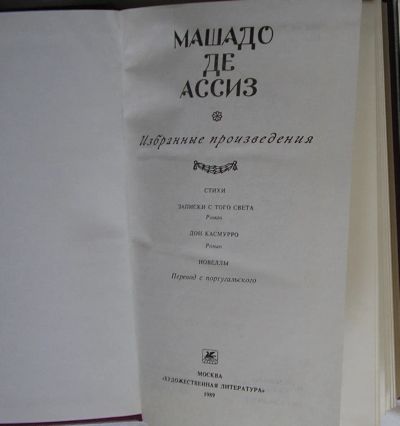 МАШАДО
ДЕ
АССИЗ
Избранные произведения
СТИХИ
ЗАПИСКИ С ТОГО СВЕТА
Роман
ДОН КАСМУРРО
Роман
НОВЕЛЛЫ
Перевод с португальского
МОСКВА
«ХУДОЖЕСТВЕННАЯ ЛИТЕРАТУРА»
1989